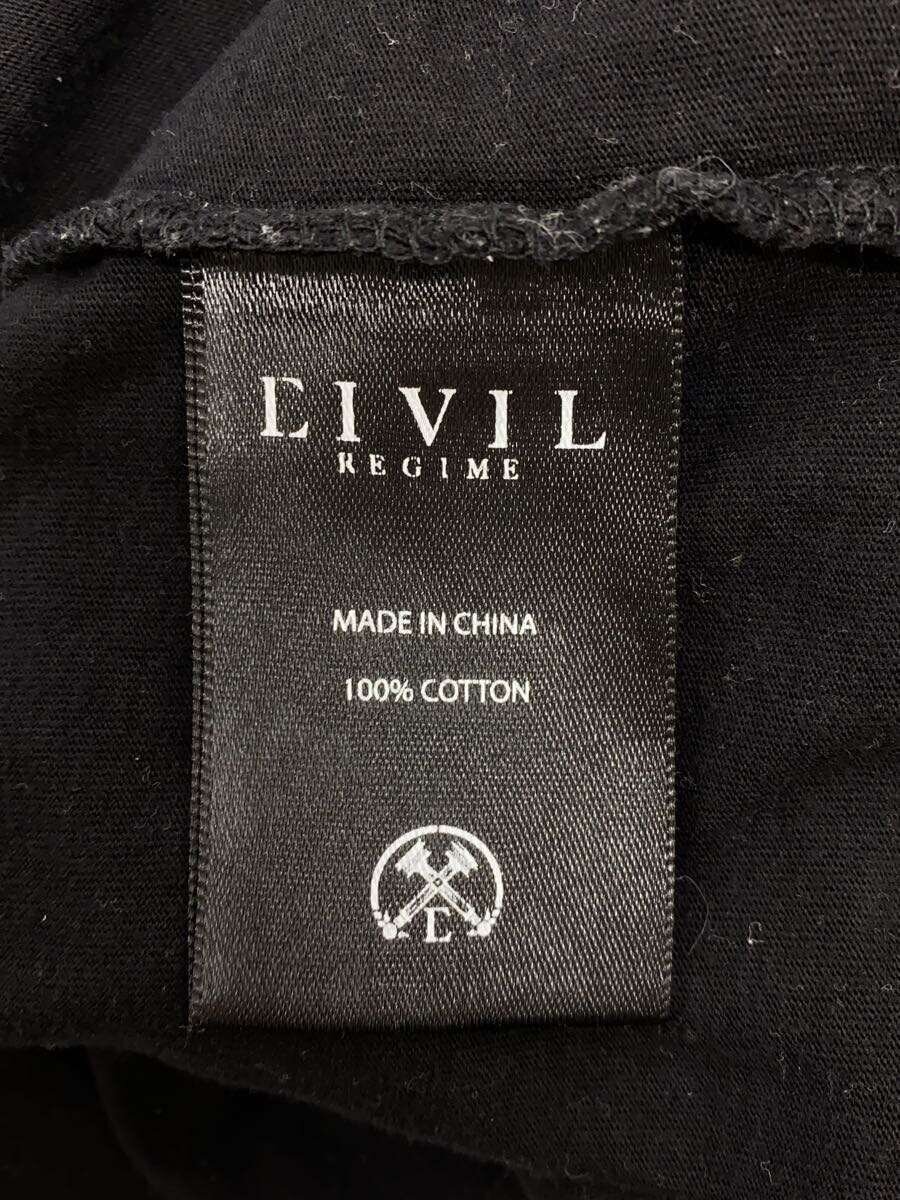 CIVIL
REGIME
MADE IN CHINA
100% COTTON
C